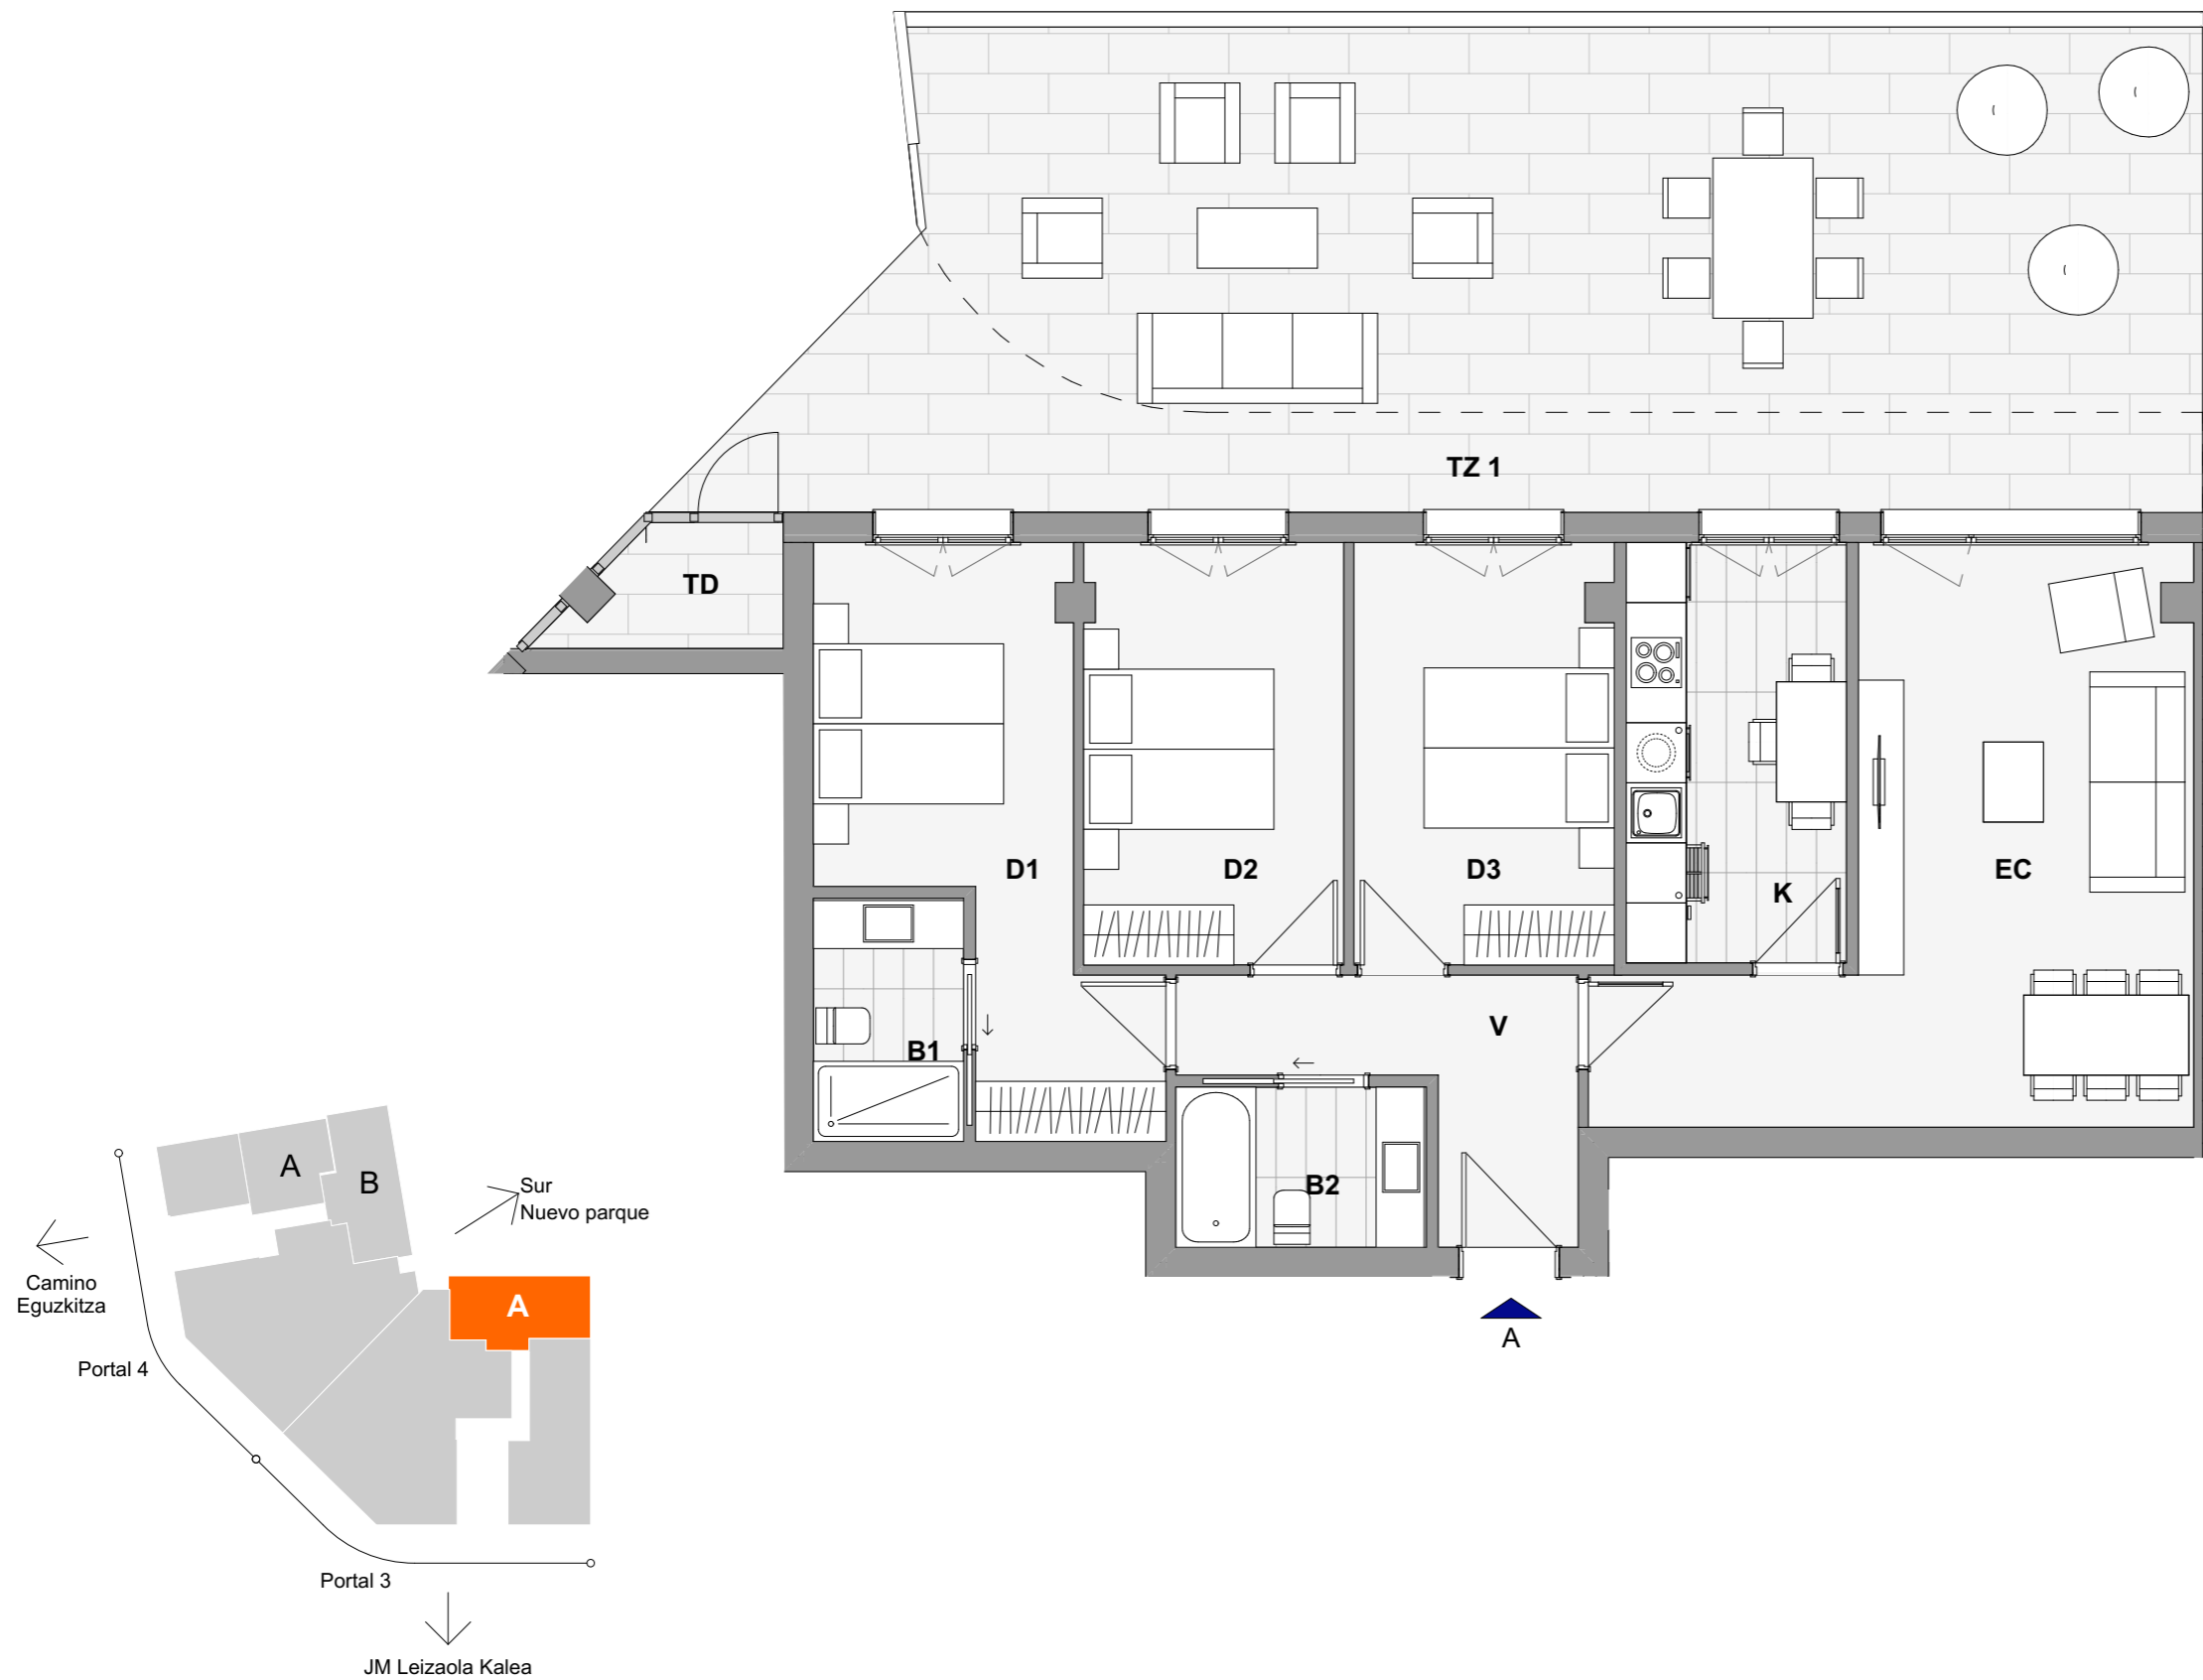 TZ 1
TD
D1
D2
D3
K
EC
V
B1
B2
A
A
B
Sur
Nuevo parque
Camino
Eguzkitza
A
Portal 4
Portal 3
JM Leizaola Kalea